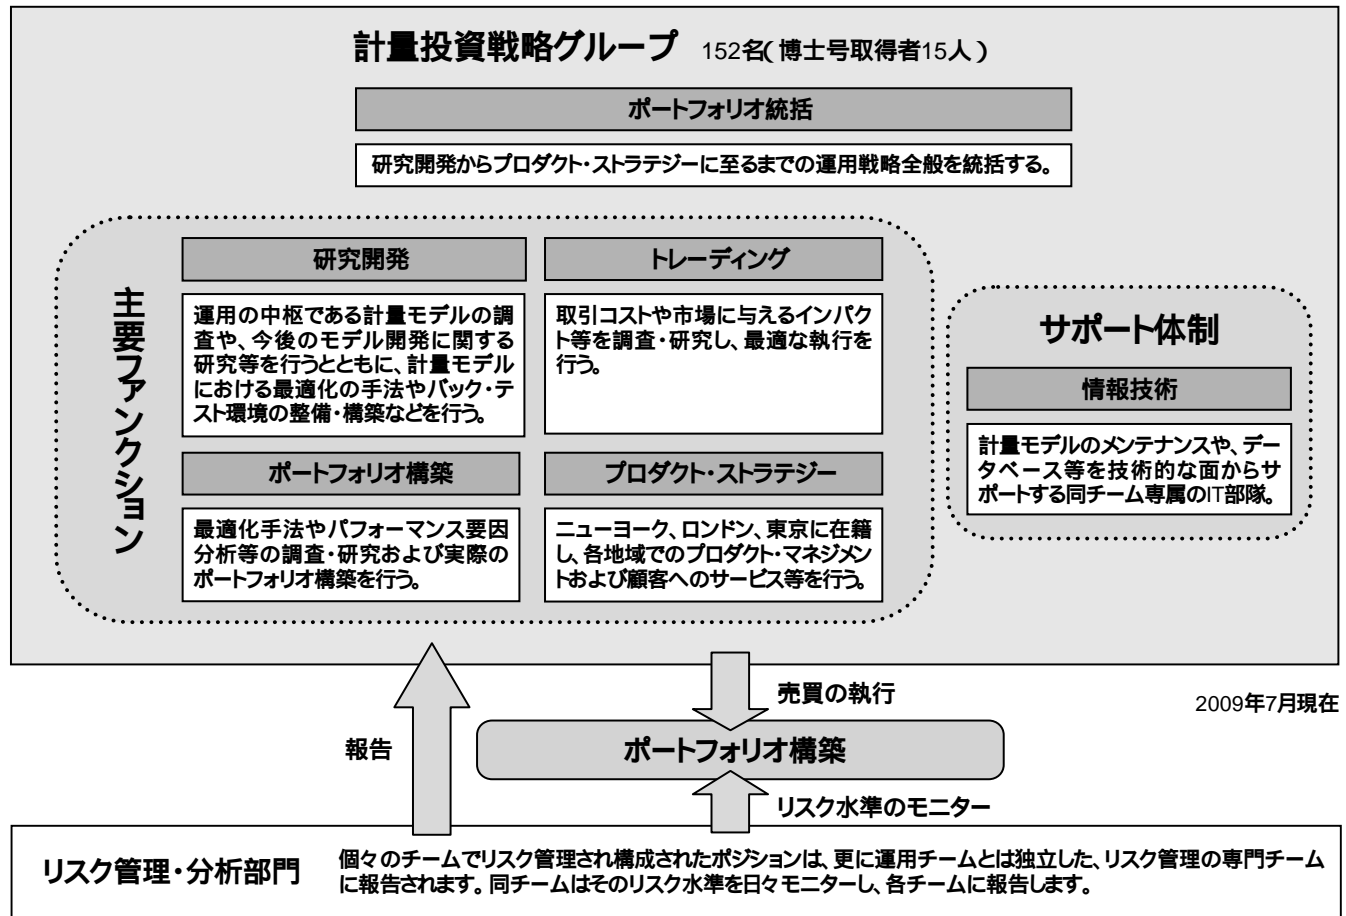 計量投資戦略グループ 152名(博士号取得者15人)
ポートフォリオ統括
研究開発からプロダクト・ストラテジーに至るまでの運用戦略全般を統括する。
主要ファンクション
研究開発
運用の中枢である計量モデルの調
査や、今後のモデル開発に関する
研究等を行うとともに、計量モデル
における最適化の手法やバック・テ
スト環境の整備・構築などを行う。
トレーディング
取引コストや市場に与えるインパク
ト等を調査・研究し、最適な執行を
行う。
ポートフォリオ構築
最適化手法やパフォーマンス要因
分析等の調査・研究および実際の
ポートフォリオ構築を行う。
プロダクト・ストラテジー
ニューヨーク、ロンドン、東京に在籍
し、各地域でのプロダクト・マネジメン
トおよび顧客へのサービス等を行う。
サポート体制
情報技術
計量モデルのメンテナンスや、デー
タベース等を技術的な面からサ
ポートする同チーム専属のIT部隊。
売買の執行
2009年7月現在
報告
ポートフォリオ構築
リスク水準のモニター
リスク管理・分析部門
個々のチームでリスク管理され構成されたポジションは、更に運用チームとは独立した、リスク管理の専門チーム
に報告されます。同チームはそのリスク水準を日々モニターし、各チームに報告します。